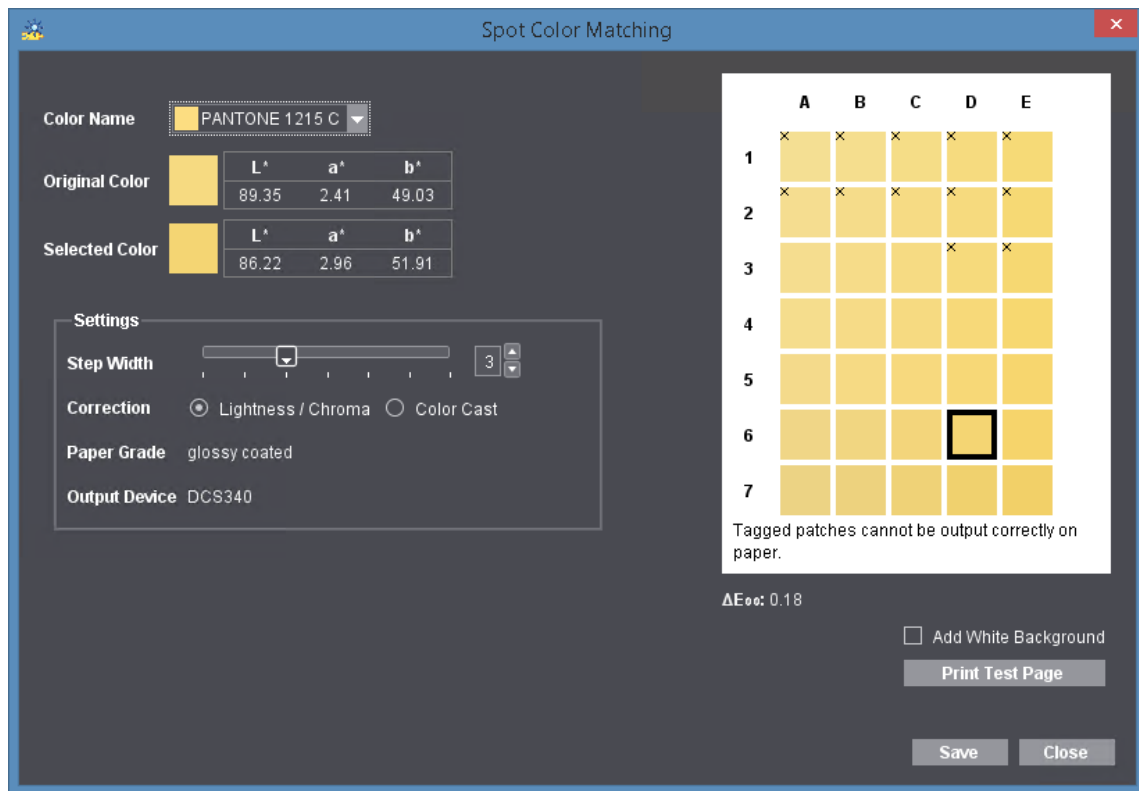 Spot Color Matching
Color Name PANTONE 1215 C
Original Color
L* a* b*
89.35 2.41 49.03
Selected Color
L* a* b*
86.22 2.96 51.91
Settings
Step Width 3
Correction Lightness / Chroma Color Cast
Paper Grade glossy coated
Output Device DCS340
A B C D E
1
2
3
4
5
6
7
Tagged patches cannot be output correctly on
paper.
ΔE₀₀: 0.18
Add White Background
Print Test Page
Save Close